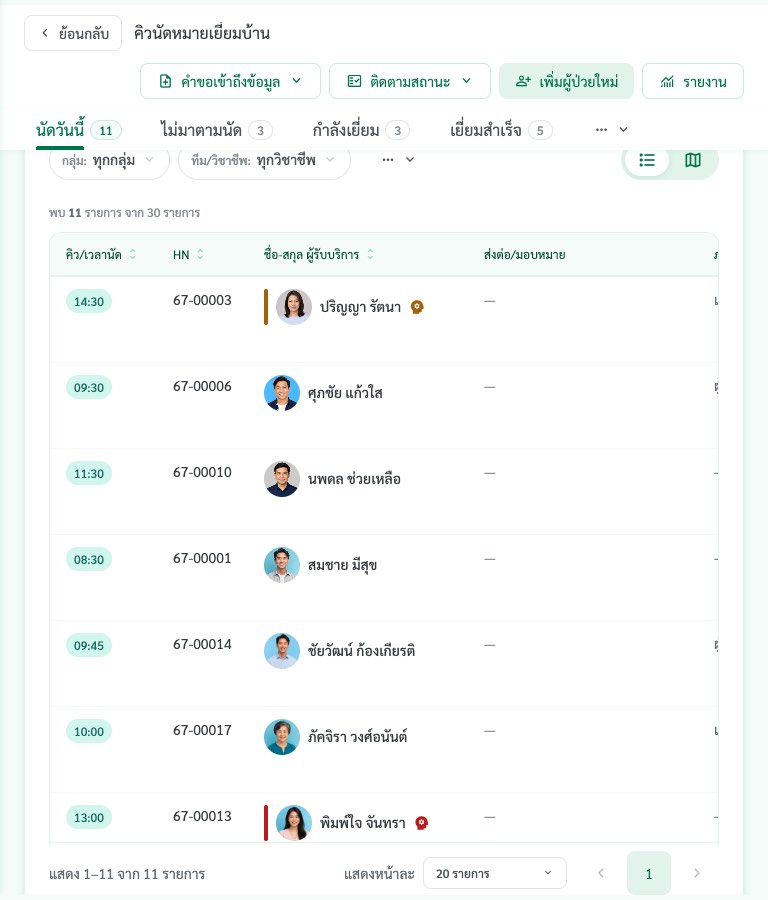 ย้อนกลับ คิวนัดหมายเยี่ยมบ้าน
คำขอเข้าถึงข้อมูล ติดตามสถานะ เพิ่มผู้ป่วยใหม่ รายงาน
นัดวันนี้ 11 ไม่มาตามนัด 3 กำลังเยี่ยม 3 เยี่ยมสำเร็จ 5 ...
กลุ่ม: ทุกกลุ่ม ทีม/วิชาชีพ: ทุกวิชาชีพ ...
พบ 11 รายการ จาก 30 รายการ
คิว/เวลานัด HN ชื่อ-สกุล ผู้รับบริการ ส่งต่อ/มอบหมาย
14:30 67-00003 ปริญญา รัตนา —
09:30 67-00006 ศุภชัย แก้วใส —
11:30 67-00010 นพดล ช่วยเหลือ —
08:30 67-00001 สมชาย มีสุข —
09:45 67-00014 ชัยวัฒน์ ก้องเกียรติ —
10:00 67-00017 ภัคจิรา วงศ์อนันต์ —
13:00 67-00013 พิมพ์ใจ จันทรา —
แสดง 1–11 จาก 11 รายการ แสดงหน้าละ 20 รายการ 1